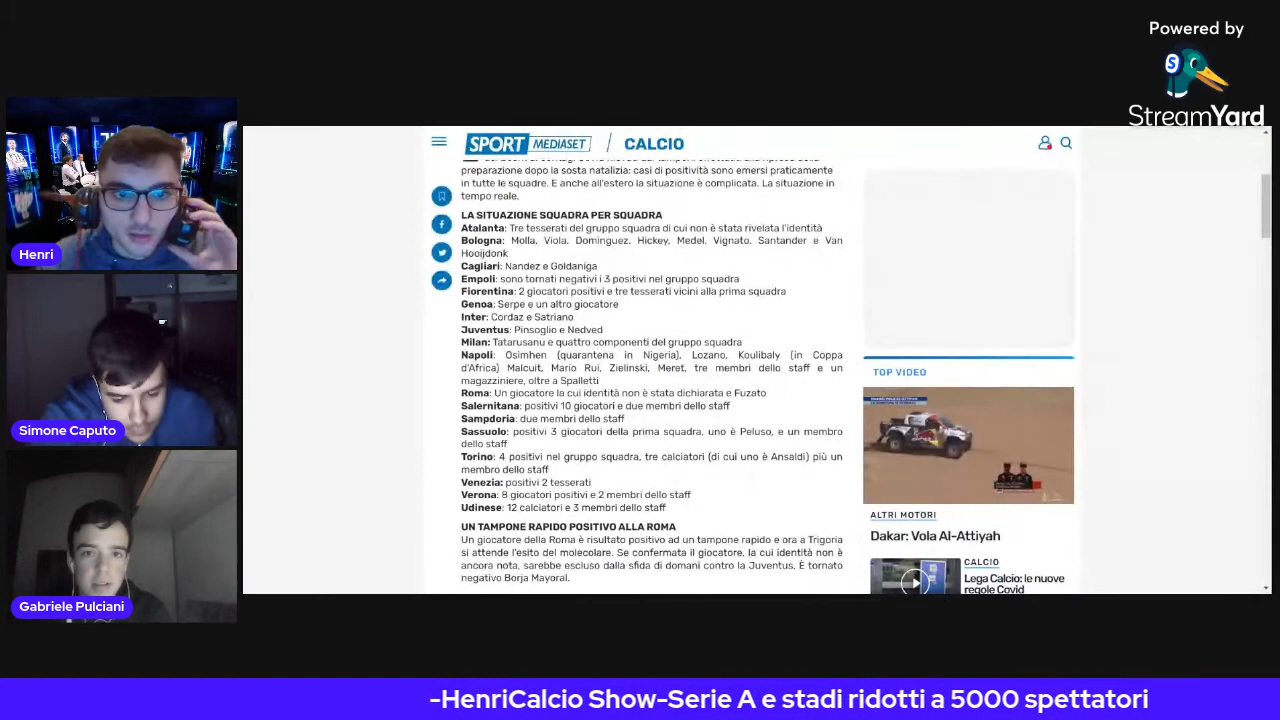 Powered by
StreamYard
SPORT MEDIASET / CALCIO
preparazione dopo la sosta natalizia: casi di positività sono emersi praticamente
in tutte le squadre. E anche all'estero la situazione è complicata. La situazione in
tempo reale.
LA SITUAZIONE SQUADRA PER SQUADRA
Atalanta: Tre tesserati del gruppo squadra di cui non è stata rivelata l'identità
Bologna: Molla, Viola, Dominguez, Hickey, Medel, Vignato, Santander e Van
Hooijdonk
Cagliari: Nandez e Goldaniga
Empoli: sono tornati negativi i 3 positivi nel gruppo squadra
Fiorentina: 2 giocatori positivi e tre tesserati vicini alla prima squadra
Genoa: Serpe e un altro giocatore
Inter: Cordaz e Satriano
Juventus: Pinsoglio e Nedved
Milan: Tatarusanu e quattro componenti del gruppo squadra
Napoli: Osimhen (quarantena in Nigeria), Lozano, Koulibaly (in Coppa
d'Africa) Malcuit, Mario Rui, Zielinski, Meret, tre membri dello staff e un
magazziniere, oltre a Spalletti
Roma: Un giocatore la cui identità non è stata dichiarata e Fuzato
Salernitana: positivi 10 giocatori e due membri dello staff
Sampdoria: due membri dello staff
Sassuolo: positivi 3 giocatori della prima squadra, uno è Peluso, e un membro
dello staff
Torino: 4 positivi nel gruppo squadra, tre calciatori (di cui uno è Ansaldi) più un
membro dello staff
Venezia: positivi 2 tesserati
Verona: 8 giocatori positivi e 2 membri dello staff
Udinese: 12 calciatori e 3 membri dello staff
UN TAMPONE RAPIDO POSITIVO ALLA ROMA
Un giocatore della Roma è risultato positivo ad un tampone rapido e ora a Trigoria
si attende l'esito del molecolare. Se confermata il giocatore, la cui identità non è
ancora nota, sarebbe escluso dalla sfida di domani contro la Juventus. È tornato
negativo Borja Mayoral.
TOP VIDEO
ALTRI MOTORI
Dakar: Vola Al-Attiyah
CALCIO
Lega Calcio: le nuove
regole Covid
Henri
Simone Caputo
Gabriele Pulciani
-HenriCalcio Show-Serie A e stadi ridotti a 5000 spettatori